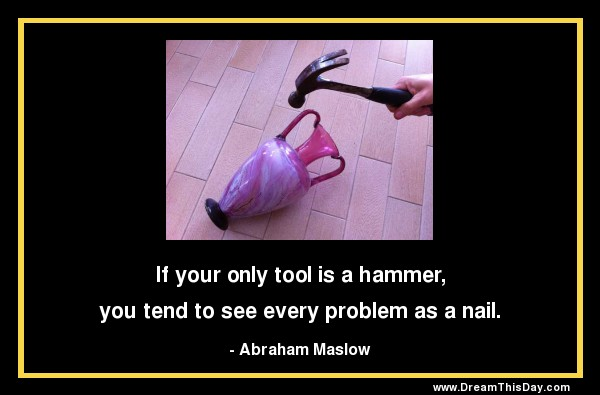 If your only tool is a hammer,
you tend to see every problem as a nail.
- Abraham Maslow
www.DreamThisDay.com